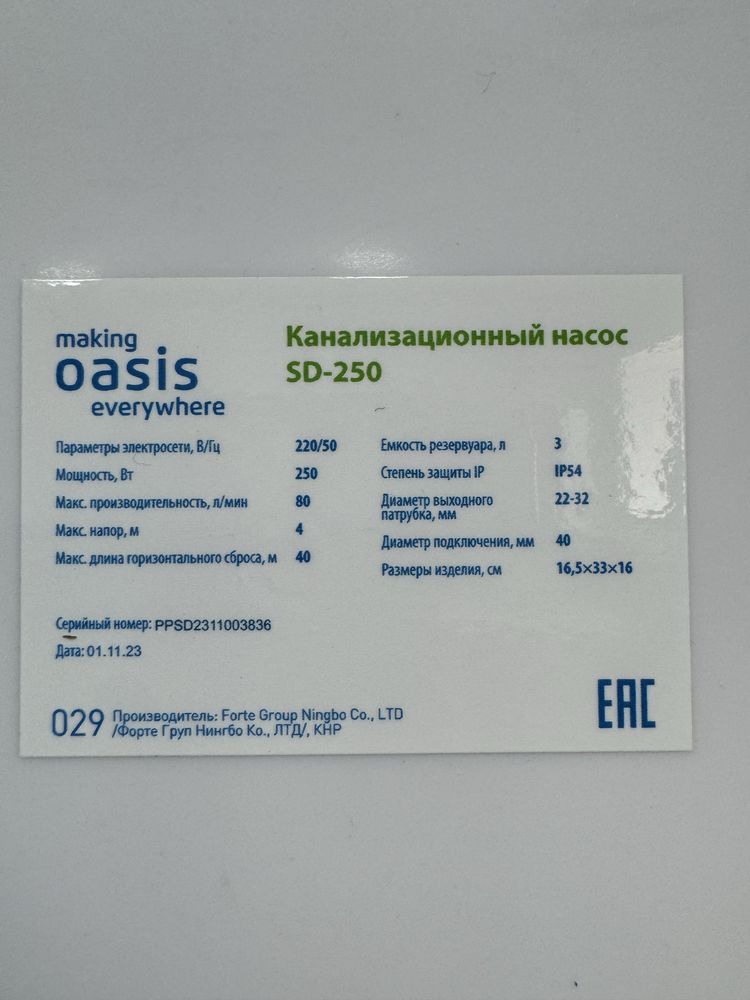 making
oasis
everywhere
Канализационный насос
SD-250
Параметры электросети, В/Гц 220/50
Мощность, Вт 250
Макс. производительность, л/мин 80
Макс. напор, м 4
Макс. длина горизонтального сброса, м 40
Емкость резервуара, л 3
Степень защиты IP IP54
Диаметр выходного 22-32
патрубка, мм
Диаметр подключения, мм 40
Размеры изделия, см 16,5×33×16
Серийный номер: PPSD2311003836
Дата: 01.11.23
029 Производитель: Forte Group Ningbo Co., LTD
/Форте Груп Нингбо Ко., ЛТД/, КНР
EAC